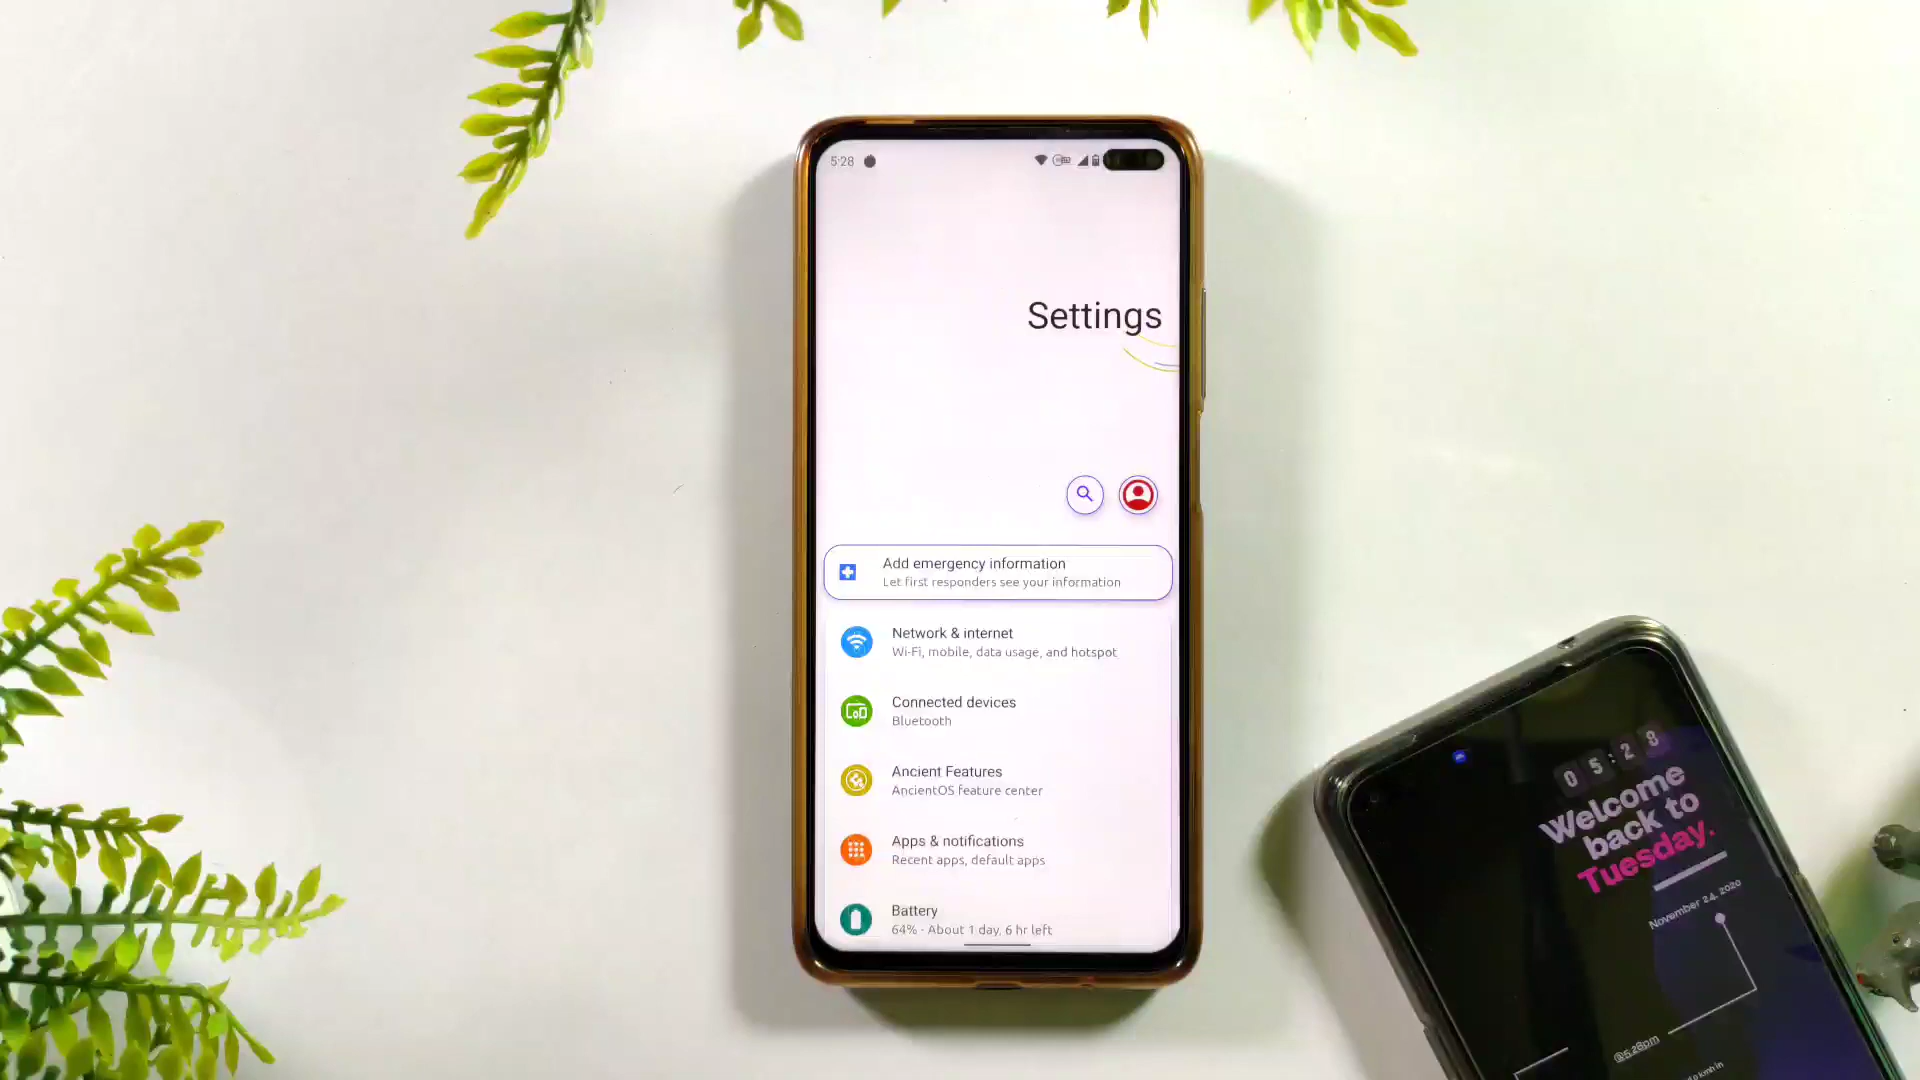 5:28
Settings
Add emergency information
Let first responders see your information
Network & internet
Wi-Fi, mobile, data usage, and hotspot
Connected devices
Bluetooth
Ancient Features
AncientOS feature center
Apps & notifications
Recent apps, default apps
Battery
64% - About 1 day, 6 hr left
05:28
Welcome
back to
Tuesday.
November 24, 2020
@5:28pm